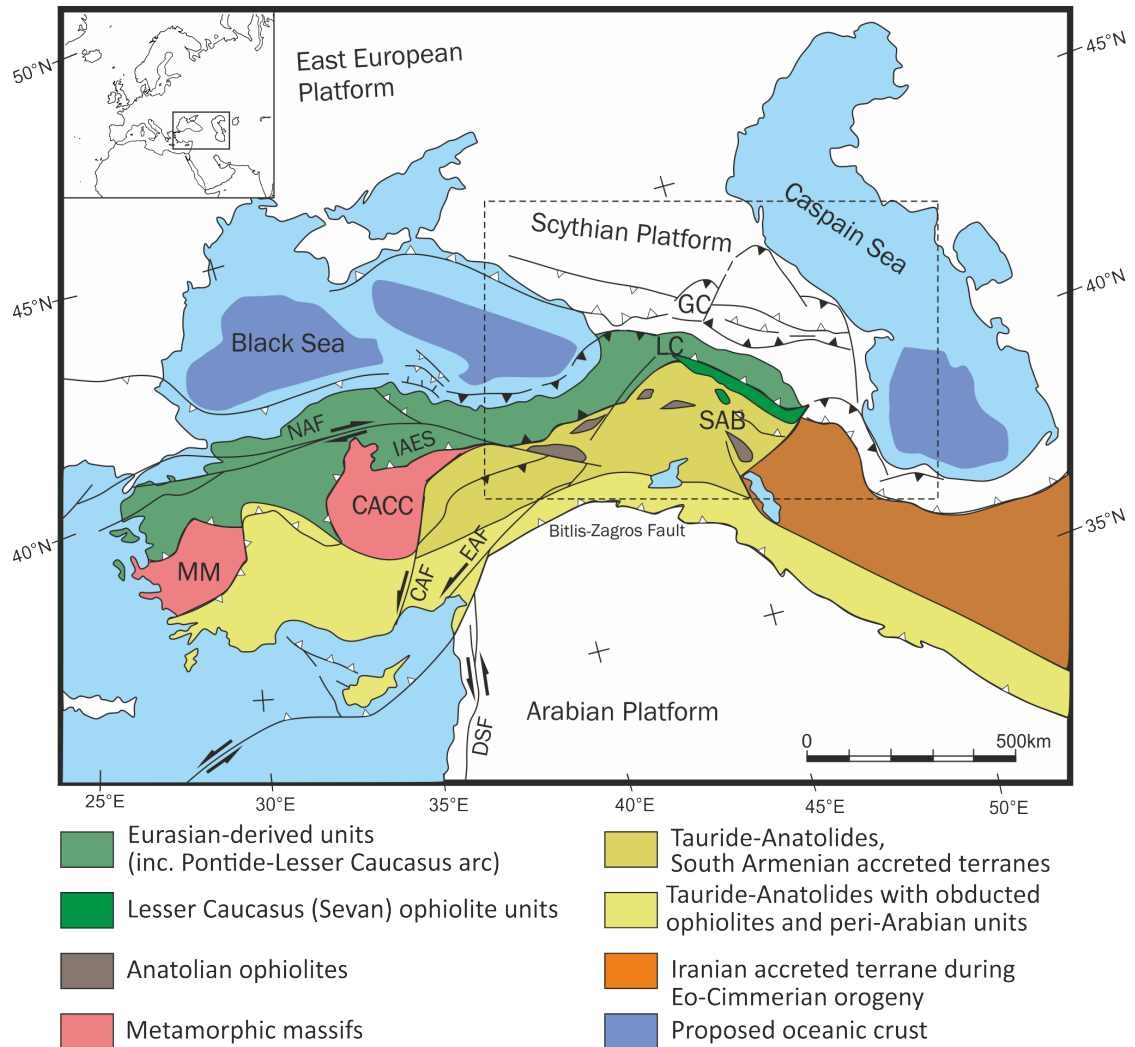 East European
Platform
50°N
45°N
Caspain Sea
Scythian Platform
40°N
45°N
GC
Black Sea
LC
NAF
IAES
SAB
CACC
35°N
40°N
Bitlis-Zagros Fault
MM
CAF
EAF
Arabian Platform
DSF
0 500km
25°E 30°E 35°E 40°E 45°E 50°E
Eurasian-derived units
(inc. Pontide-Lesser Caucasus arc)
Lesser Caucasus (Sevan) ophiolite units
Anatolian ophiolites
Metamorphic massifs
Tauride-Anatolides,
South Armenian accreted terranes
Tauride-Anatolides with obducted
ophiolites and peri-Arabian units
Iranian accreted terrane during
Eo-Cimmerian orogeny
Proposed oceanic crust